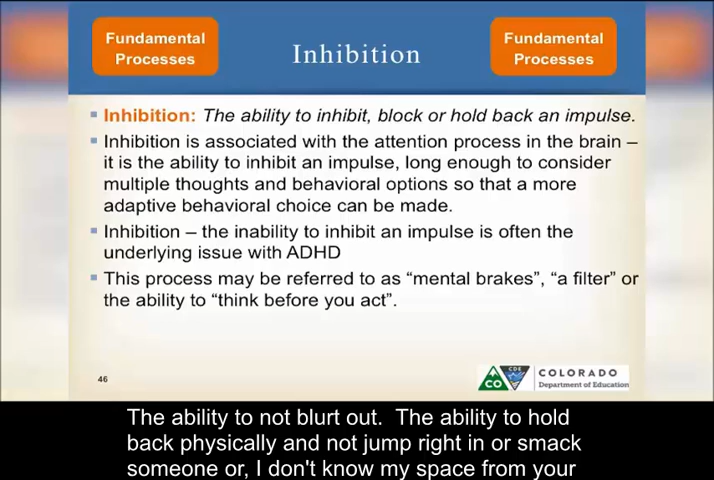 Fundamental
Processes
Inhibition
Fundamental
Processes
Inhibition: The ability to inhibit, block or hold back an impulse.
Inhibition is associated with the attention process in the brain –
it is the ability to inhibit an impulse, long enough to consider
multiple thoughts and behavioral options so that a more
adaptive behavioral choice can be made.
Inhibition – the inability to inhibit an impulse is often the
underlying issue with ADHD
This process may be referred to as “mental brakes”, “a filter” or
the ability to “think before you act”.
46
CO
CDE
COLORADO
Department of Education
The ability to not blurt out.  The ability to hold
back physically and not jump right in or smack
someone or, I don't know my space from your